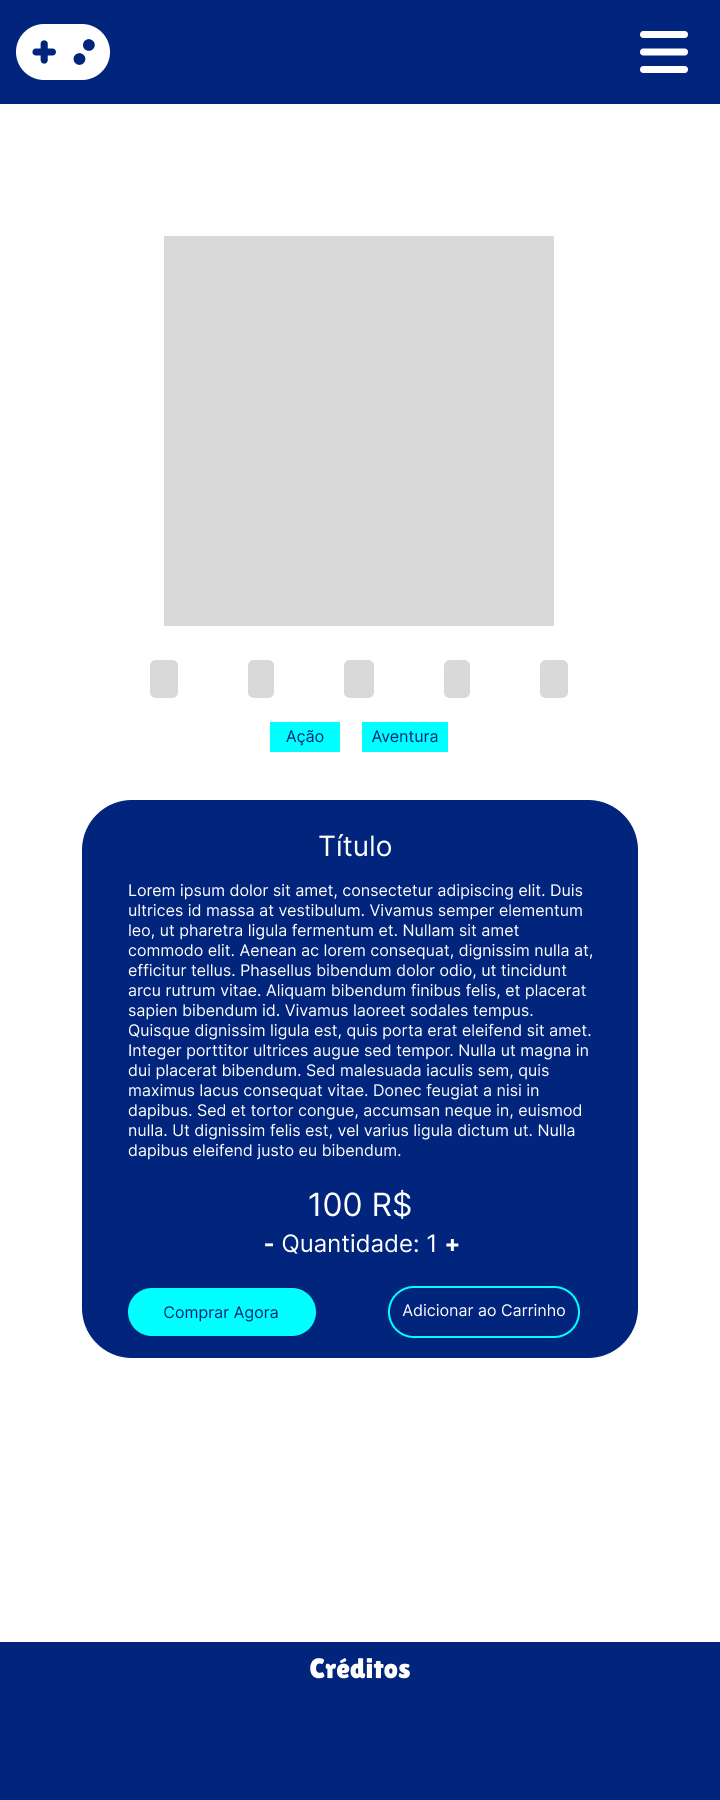 Ação Aventura
Título
Lorem ipsum dolor sit amet, consectetur adipiscing elit. Duis
ultrices id massa at vestibulum. Vivamus semper elementum
leo, ut pharetra ligula fermentum et. Nullam sit amet
commodo elit. Aenean ac lorem consequat, dignissim nulla at,
efficitur tellus. Phasellus bibendum dolor odio, ut tincidunt
arcu rutrum vitae. Aliquam bibendum finibus felis, et placerat
sapien bibendum id. Vivamus laoreet sodales tempus.
Quisque dignissim ligula est, quis porta erat eleifend sit amet.
Integer porttitor ultrices augue sed tempor. Nulla ut magna in
dui placerat bibendum. Sed malesuada iaculis sem, quis
maximus lacus consequat vitae. Donec feugiat a nisi in
dapibus. Sed et tortor congue, accumsan neque in, euismod
nulla. Ut dignissim felis est, vel varius ligula dictum ut. Nulla
dapibus eleifend justo eu bibendum.
100 R$
- Quantidade: 1 +
Comprar Agora Adicionar ao Carrinho
Créditos